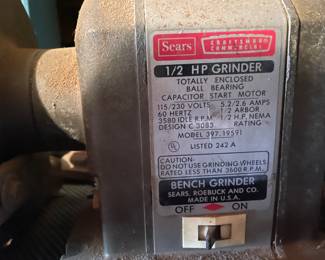 Sears CRAFTSMAN
COMMERCIAL
1/2 HP GRINDER
TOTALLY ENCLOSED
BALL BEARING
CAPACITOR START MOTOR
115/230 VOLTS 5.2/2.6 AMPS
60 HERTZ 1/2 ARBOR
3580 IDLE R.P.M. 1/2 H.P. NEMA
DESIGN C 3083 RATING
MODEL 397.19591
UL LISTED 242 A
CAUTION-
DO NOT USE GRINDING WHEELS
RATED LESS THAN 3600 R.P.M.
BENCH GRINDER
SEARS, ROEBUCK AND CO.
MADE IN U.S.A.
OFF ON